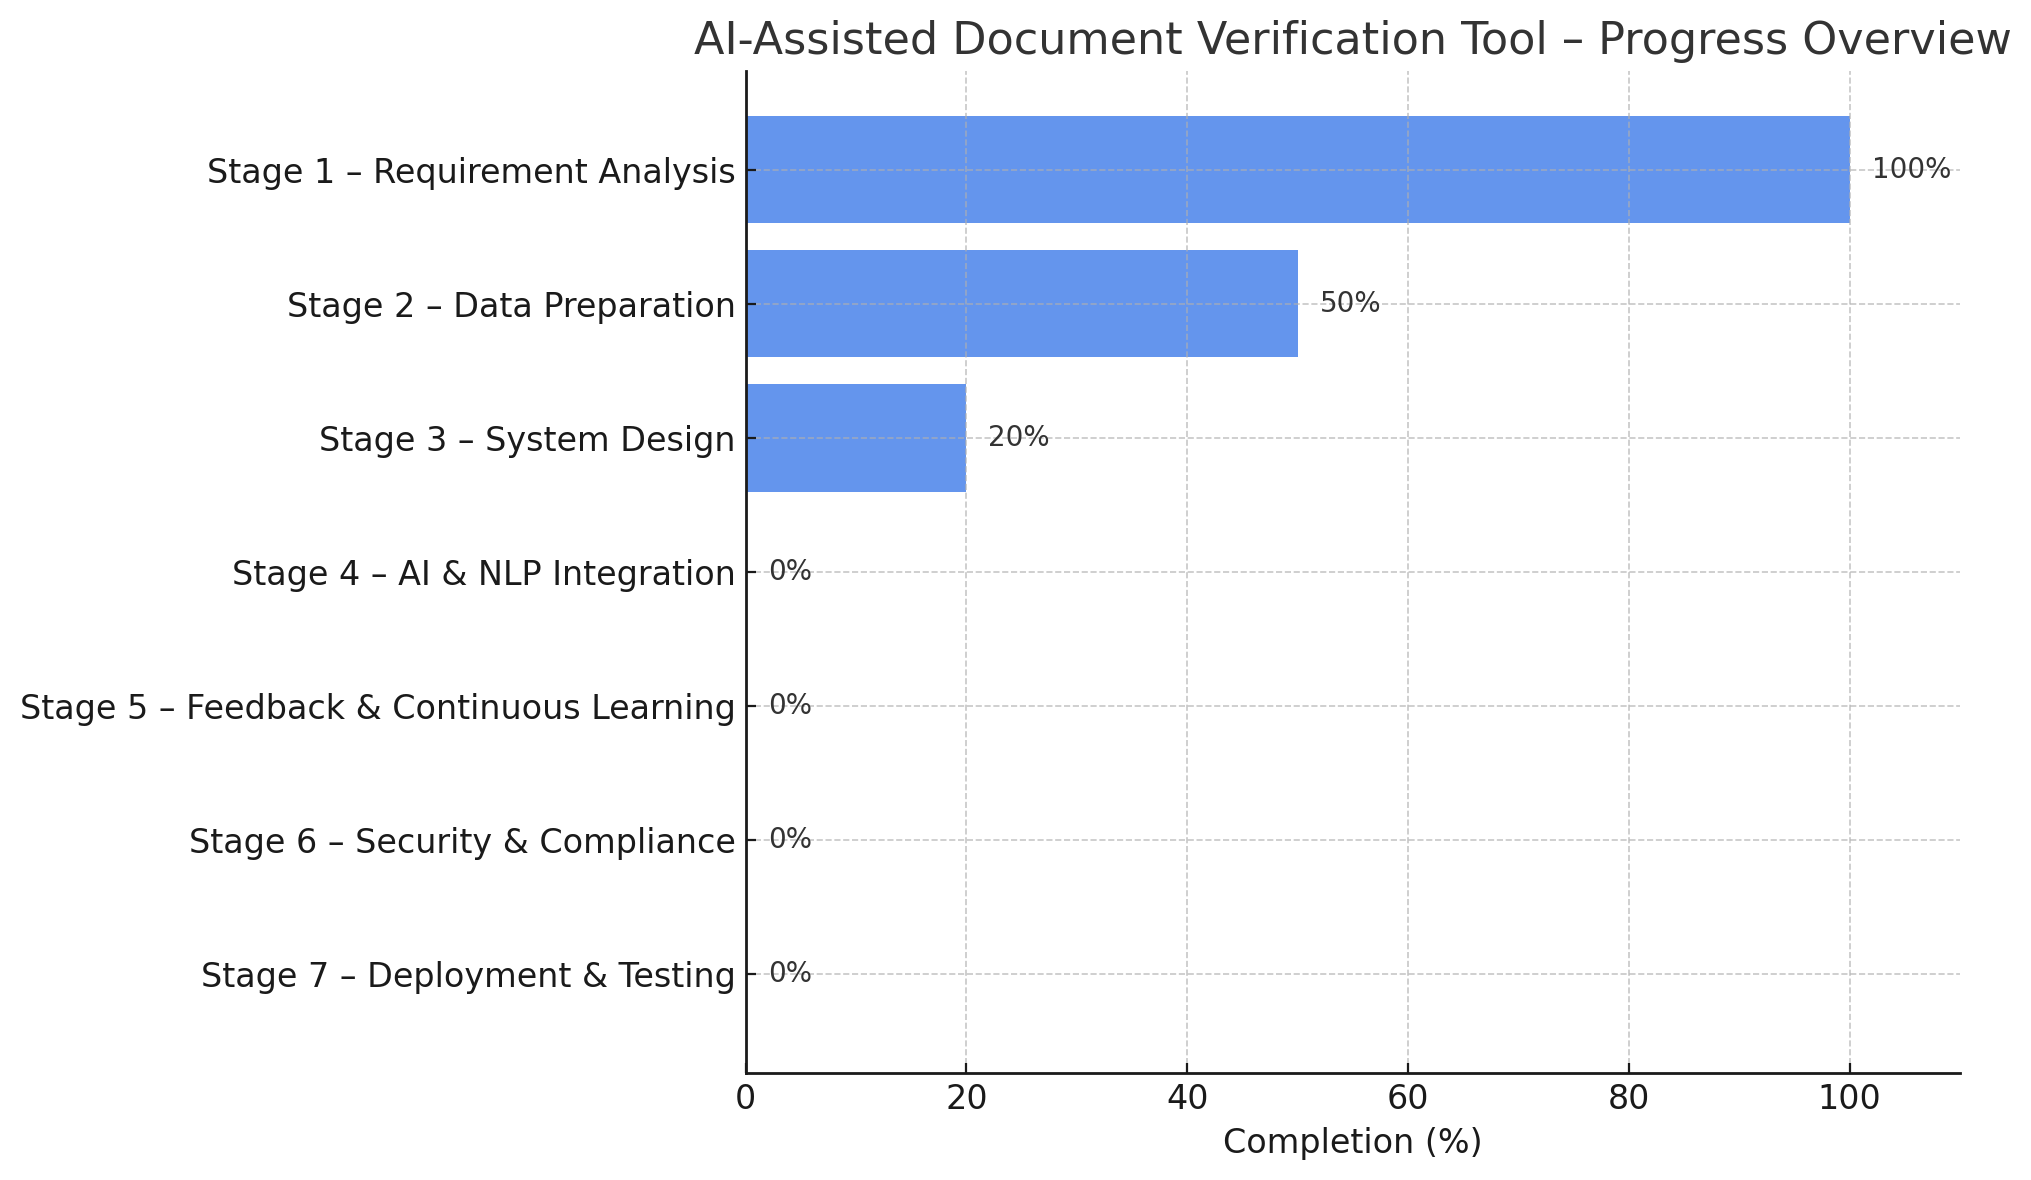 AI-Assisted Document Verification Tool – Progress Overview
Stage 1 – Requirement Analysis
100%
Stage 2 – Data Preparation
50%
Stage 3 – System Design
20%
Stage 4 – AI & NLP Integration
0%
Stage 5 – Feedback & Continuous Learning
0%
Stage 6 – Security & Compliance
0%
Stage 7 – Deployment & Testing
0%
0 20 40 60 80 100
Completion (%)